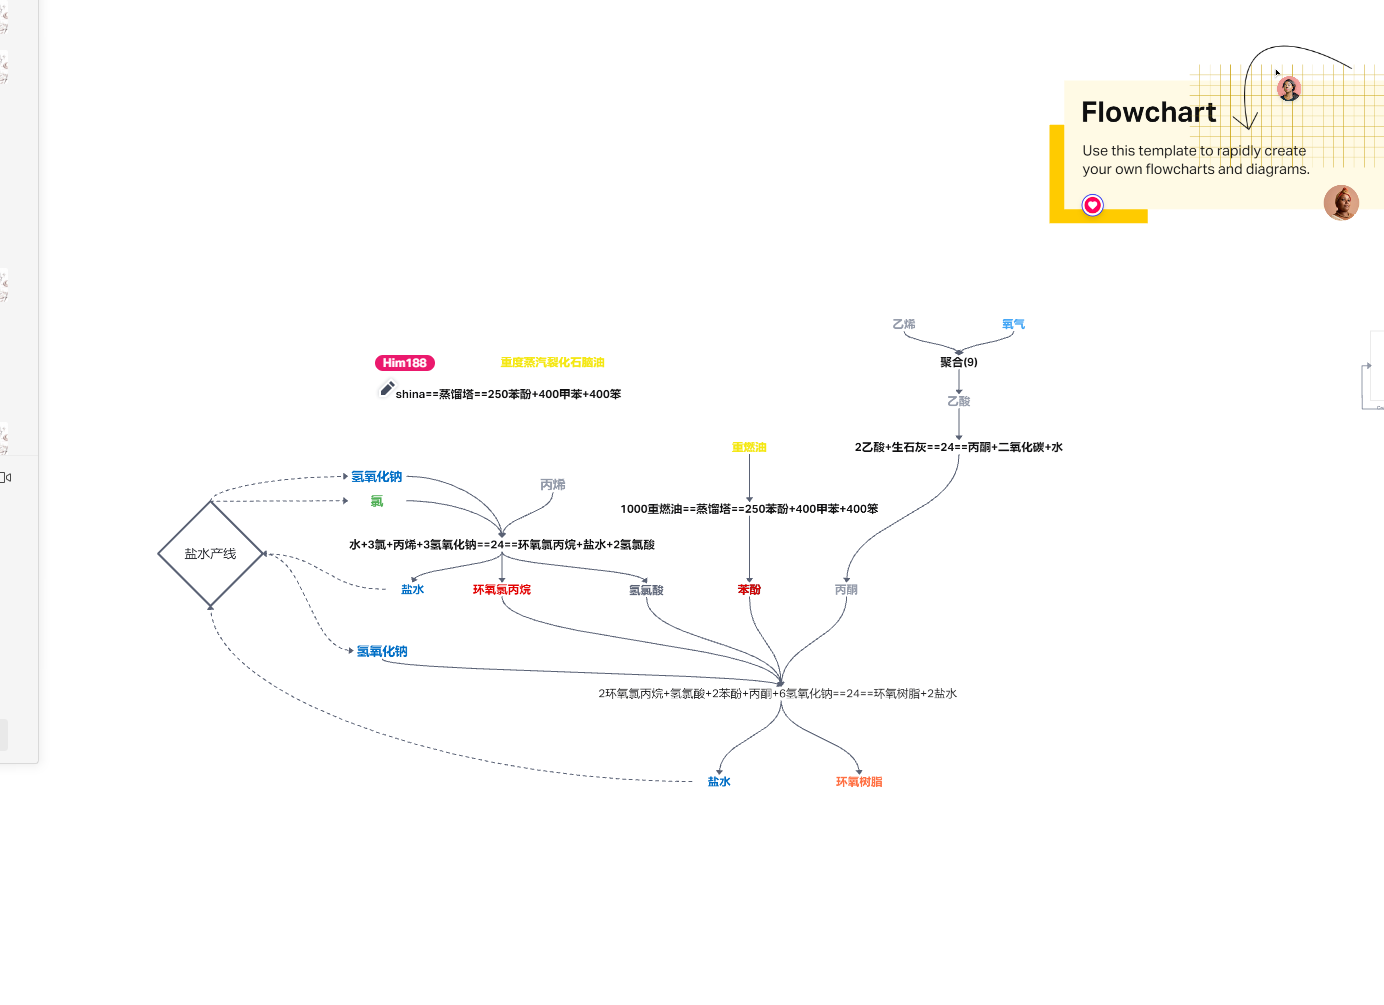 Flowchart
Use this template to rapidly create
your own flowcharts and diagrams.
乙烯
氧气
聚合(9)
Him188
重度蒸汽裂化石脑油
shina==蒸馏塔==250苯酚+400甲苯+400笨
乙酸
重燃油
2乙酸+生石灰==24==丙酮+二氧化碳+水
氢氧化钠
丙烯
氯
1000重燃油==蒸馏塔==250苯酚+400甲苯+400笨
水+3氯+丙烯+3氢氧化钠==24==环氧氯丙烷+盐水+2氢氯酸
盐水产线
盐水
环氧氯丙烷
氢氯酸
苯酚
丙酮
氢氧化钠
2环氧氯丙烷+氢氯酸+2苯酚+丙酮+6氢氧化钠==24==环氧树脂+2盐水
盐水
环氧树脂